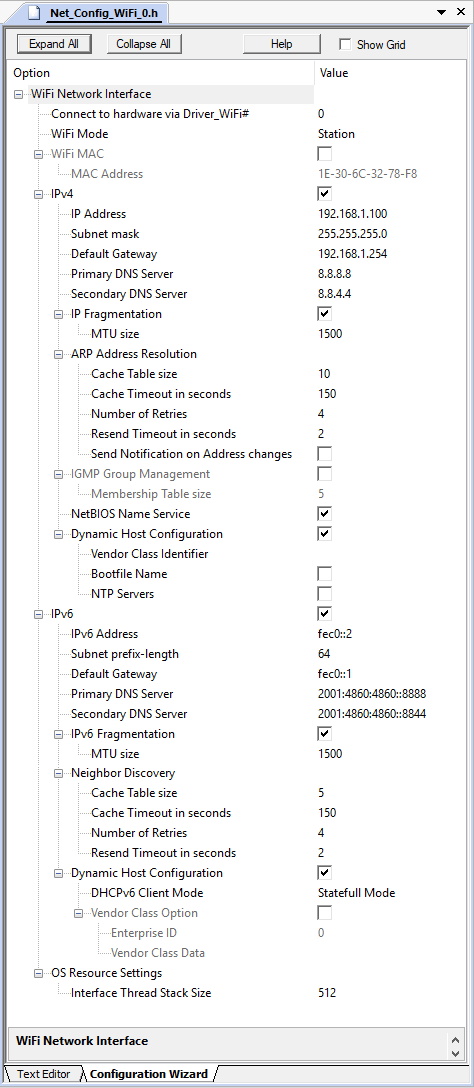 Net_Config_WiFi_0.h
Expand All Collapse All Help Show Grid
Option Value
WiFi Network Interface
Connect to hardware via Driver_WiFi# 0
WiFi Mode Station
WiFi MAC
MAC Address 1E-30-6C-32-78-F8
IPv4
IP Address 192.168.1.100
Subnet mask 255.255.255.0
Default Gateway 192.168.1.254
Primary DNS Server 8.8.8.8
Secondary DNS Server 8.8.4.4
IP Fragmentation
MTU size 1500
ARP Address Resolution
Cache Table size 10
Cache Timeout in seconds 150
Number of Retries 4
Resend Timeout in seconds 2
Send Notification on Address changes
IGMP Group Management
Membership Table size 5
NetBIOS Name Service
Dynamic Host Configuration
Vendor Class Identifier
Bootfile Name
NTP Servers
IPv6
IPv6 Address fec0::2
Subnet prefix-length 64
Default Gateway fec0::1
Primary DNS Server 2001:4860:4860::8888
Secondary DNS Server 2001:4860:4860::8844
IPv6 Fragmentation
MTU size 1500
Neighbor Discovery
Cache Table size 5
Cache Timeout in seconds 150
Number of Retries 4
Resend Timeout in seconds 2
Dynamic Host Configuration
DHCPv6 Client Mode Statefull Mode
Vendor Class Option
Enterprise ID 0
Vendor Class Data
OS Resource Settings
Interface Thread Stack Size 512
WiFi Network Interface
Text Editor Configuration Wizard